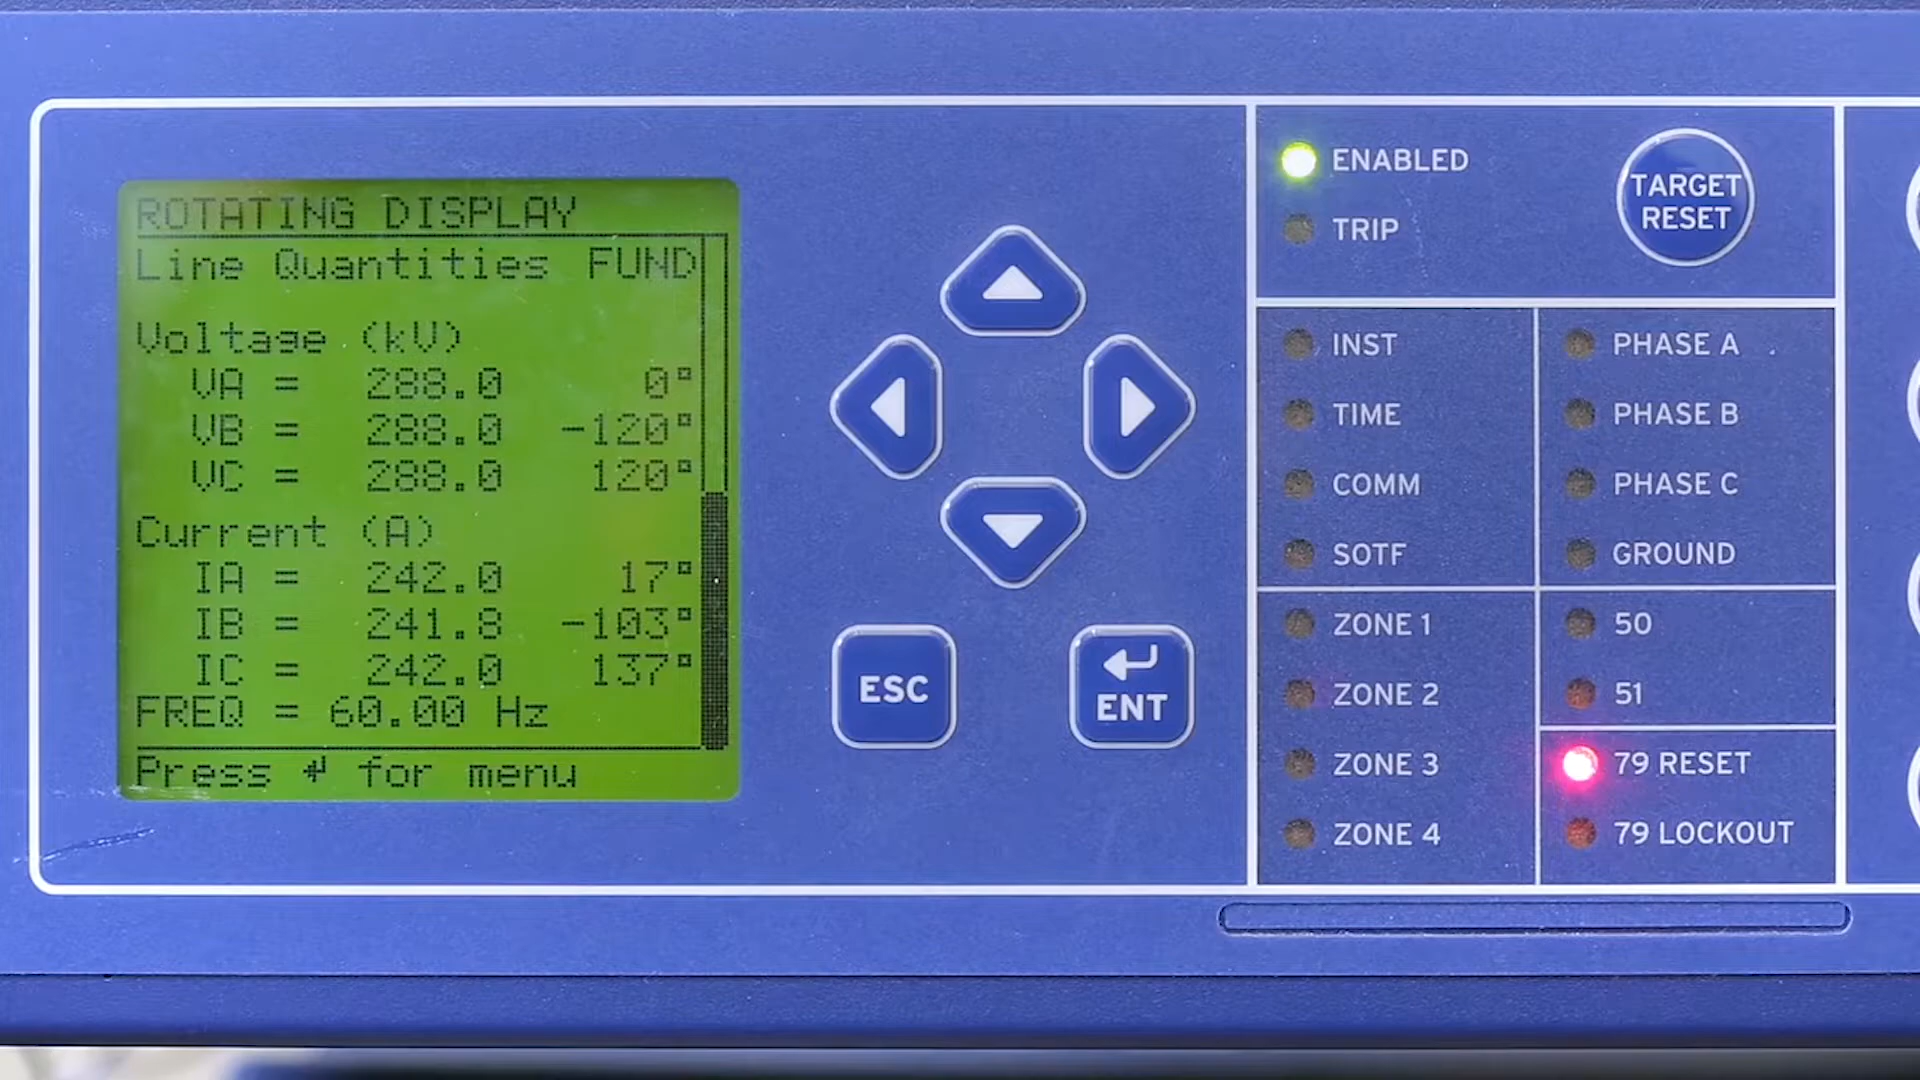 ROTATING DISPLAY
Line Quantities FUND
Voltage (kV)
VA = 288.0 0°
VB = 288.0 -120°
VC = 288.0 120°
Current (A)
IA = 242.0 17°
IB = 241.8 -103°
IC = 242.0 137°
FREQ = 60.00 Hz
Press ↵ for menu
ESC
↵
ENT
ENABLED
TRIP
TARGET
RESET
INST
TIME
COMM
SOTF
PHASE A
PHASE B
PHASE C
GROUND
ZONE 1
ZONE 2
ZONE 3
ZONE 4
50
51
79 RESET
79 LOCKOUT